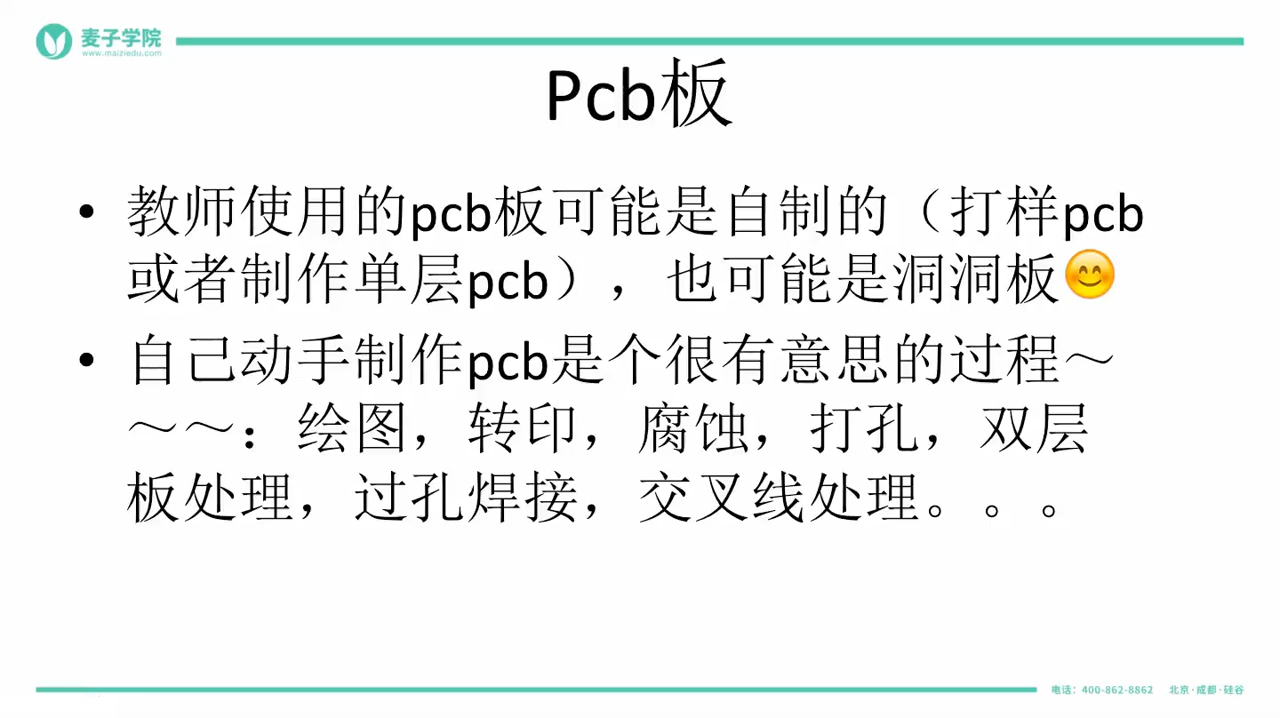 麦子学院
www.maiziedu.com
Pcb板
• 教师使用的pcb板可能是自制的（打样pcb
或者制作单层pcb），也可能是洞洞板😊
• 自己动手制作pcb是个很有意思的过程～
～～：绘图，转印，腐蚀，打孔，双层
板处理，过孔焊接，交叉线处理。。。
电话：400-862-8862 北京·成都·硅谷